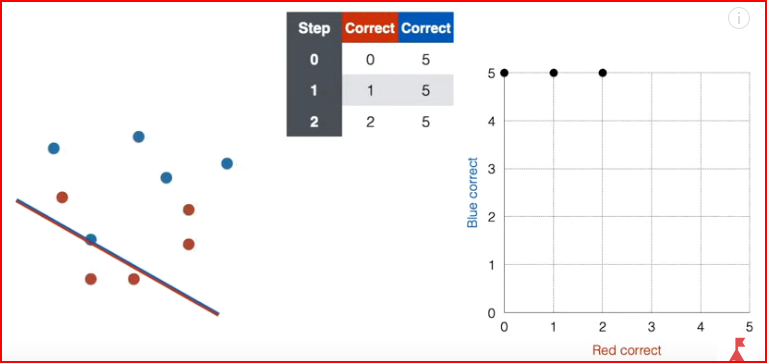 Step Correct Correct
0 0 5
1 1 5
2 2 5
i
5
4
3
2
1
0
Blue correct
0 1 2 3 4 5
Red correct